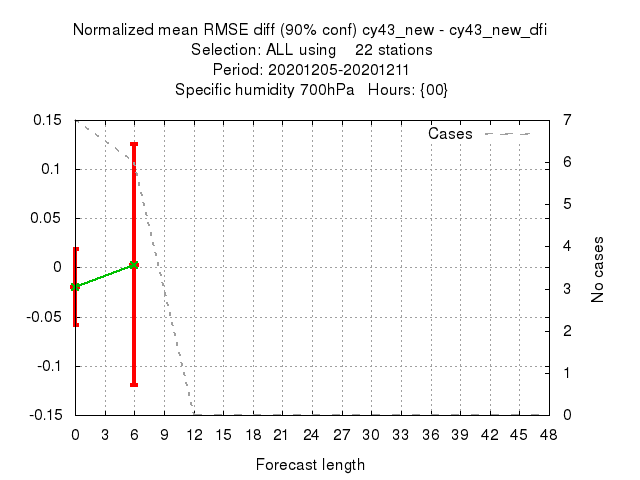 Normalized mean RMSE diff (90% conf) cy43_new - cy43_new_dfi
Selection: ALL using 22 stations
Period: 20201205-20201211
Specific humidity 700hPa Hours: {00}
Cases
0.15
0.1
0.05
0
-0.05
-0.1
-0.15
7
6
5
4
3
2
1
0
No cases
0 3 6 9 12 15 18 21 24 27 30 33 36 39 42 45 48
Forecast length